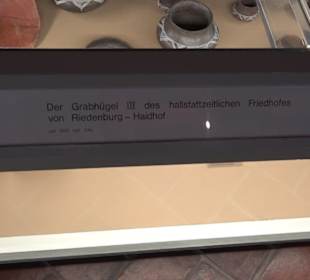 Der Grabhügel III des hallstattzeitlichen Friedhofes
von Riedenburg – Haidhof